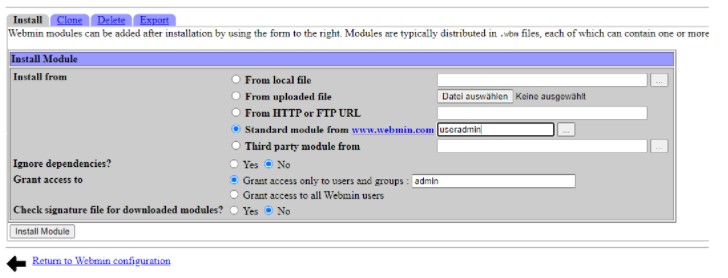 Install Clone Delete Export
Webmin modules can be added after installation by using the form to the right. Modules are typically distributed in .wbm files, each of which can contain one or more
Install Module
Install from
From local file ...
From uploaded file Datei auswählen Keine ausgewählt
From HTTP or FTP URL
Standard module from www.webmin.com useradmin ...
Third party module from ...
Ignore dependencies? Yes No
Grant access to Grant access only to users and groups : admin
Grant access to all Webmin users
Check signature file for downloaded modules? Yes No
Install Module
Return to Webmin configuration